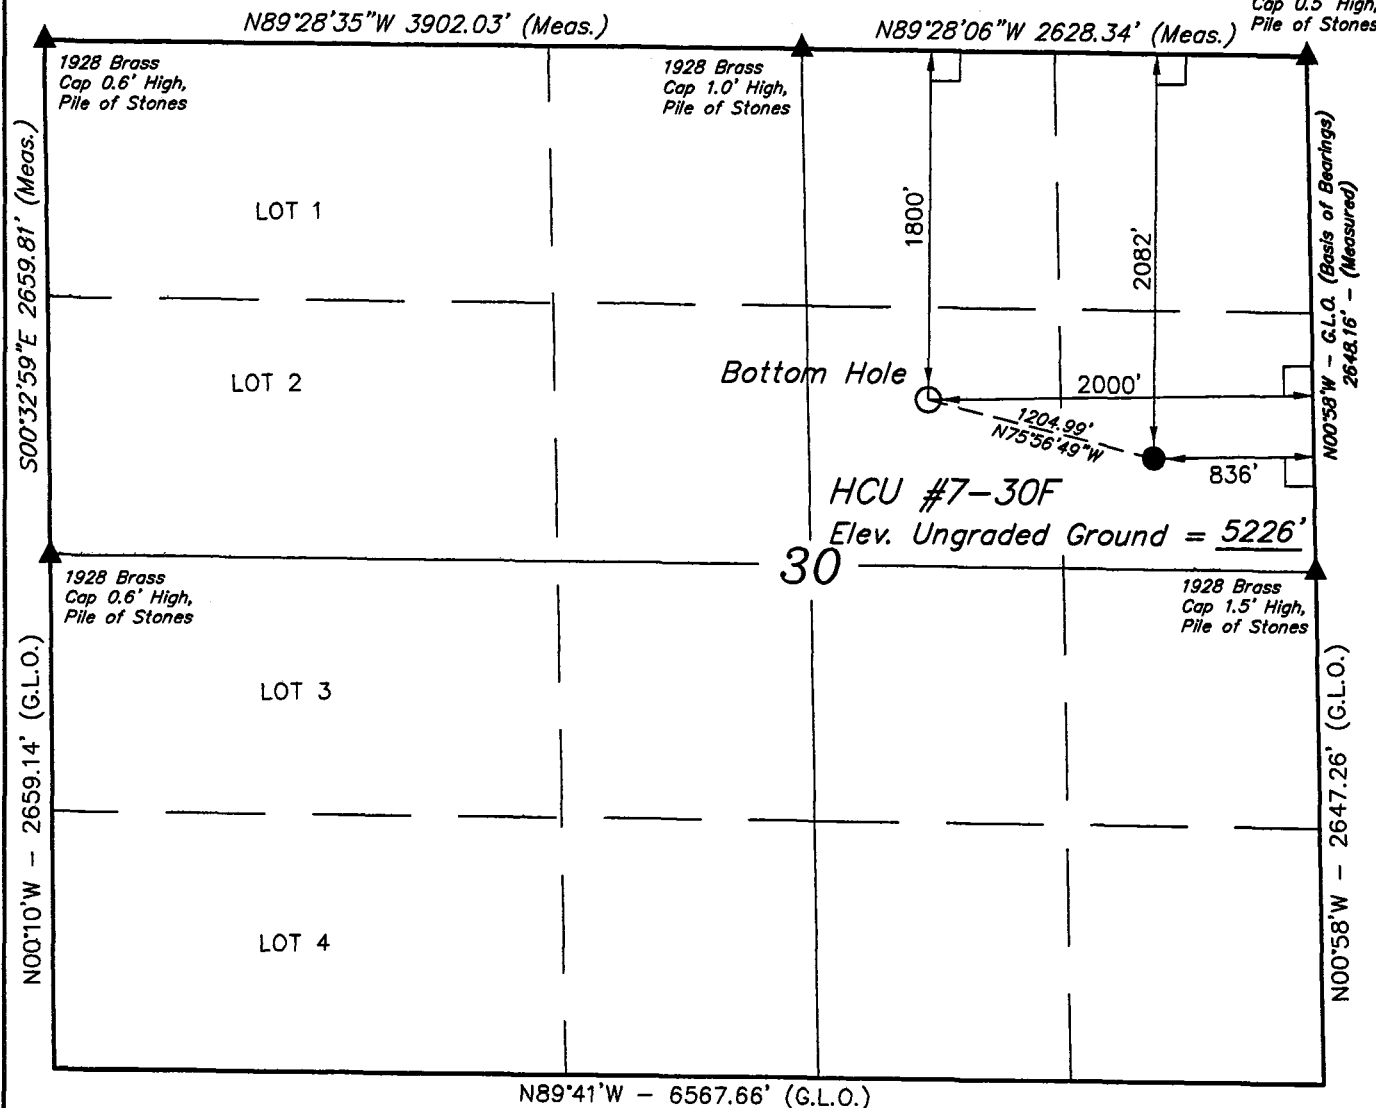 Cap 0.5' High,
Pile of Stones
N89°28'35"W 3902.03' (Meas.)
N89°28'06"W 2628.34' (Meas.)
1928 Brass
Cap 0.6' High,
Pile of Stones
1928 Brass
Cap 1.0' High,
Pile of Stones
S00°32'59"E 2659.81' (Meas.)
N00°58'W - G.L.O. (Basis of Bearings)
2648.16' - (Measured)
LOT 1
1800'
2082'
LOT 2
Bottom Hole
2000'
1204.99'
N75°56'49"W
836'
HCU #7-30F
Elev. Ungraded Ground = 5226'
30
1928 Brass
Cap 0.6' High,
Pile of Stones
1928 Brass
Cap 1.5' High,
Pile of Stones
N00°10'W - 2659.14' (G.L.O.)
N00°58'W - 2647.26' (G.L.O.)
LOT 3
LOT 4
N89°41'W - 6567.66' (G.L.O.)